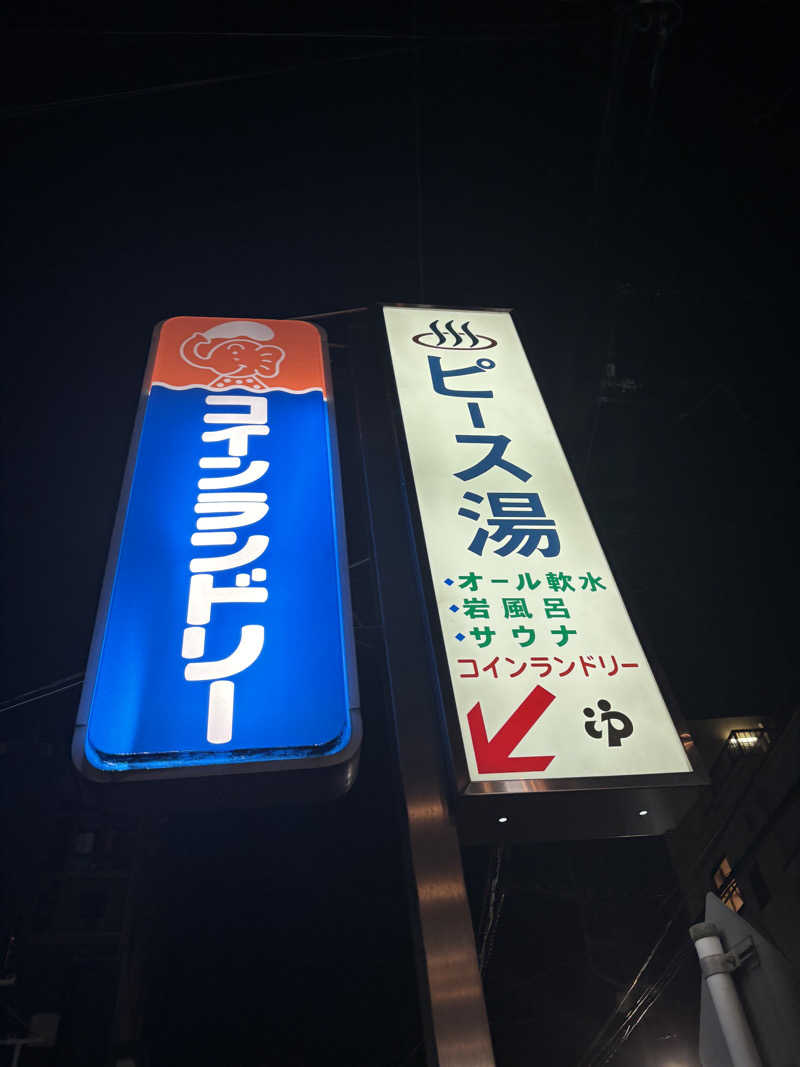 コインランドリー
ピース湯
オール軟水
岩風呂
サウナ
コインランドリー
ゆ